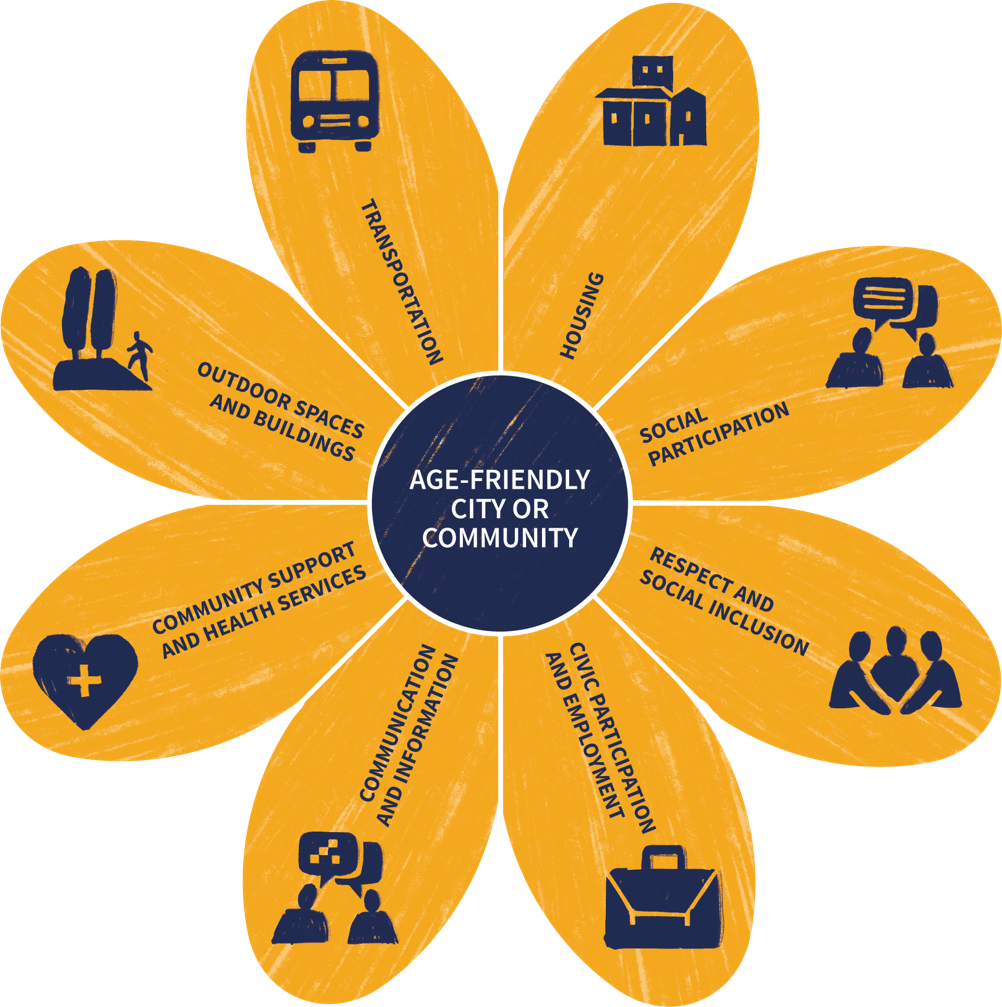 TRANSPORTATION
HOUSING
OUTDOOR SPACES
AND BUILDINGS
SOCIAL
PARTICIPATION
AGE-FRIENDLY
CITY OR
COMMUNITY
COMMUNITY SUPPORT
AND HEALTH SERVICES
RESPECT AND
SOCIAL INCLUSION
COMMUNICATION
AND INFORMATION
CIVIC PARTICIPATION
AND EMPLOYMENT